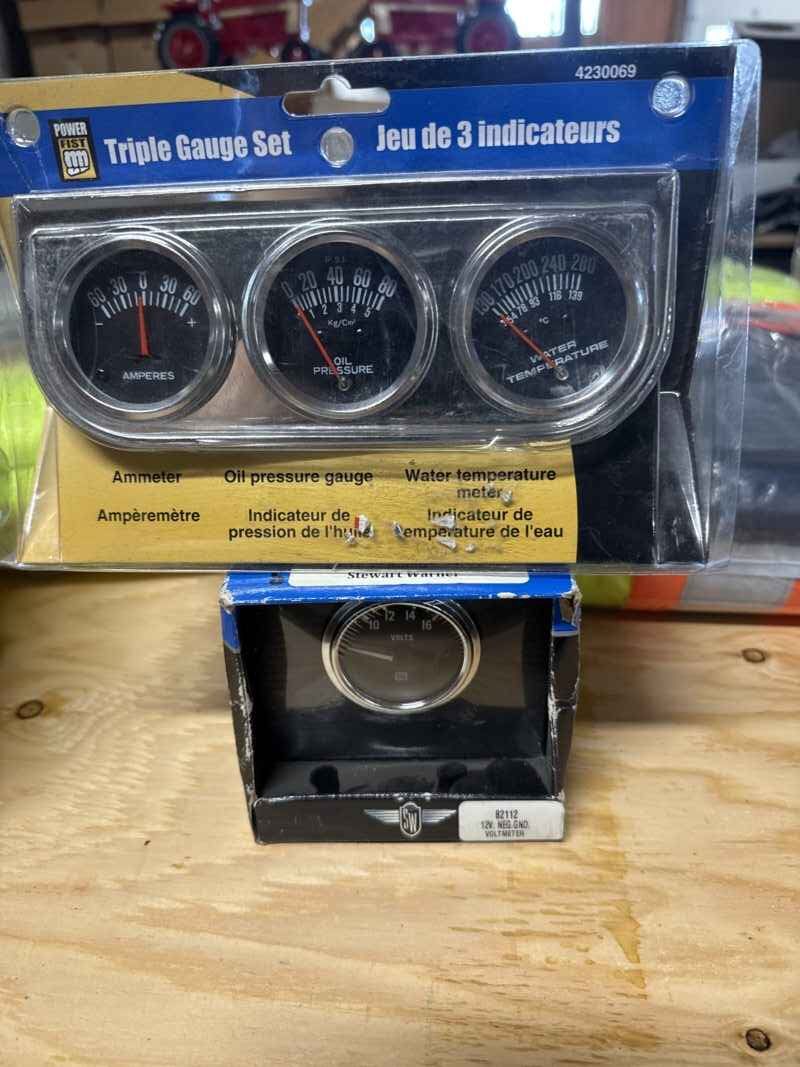 4230069
POWER
FIST
Triple Gauge Set
Jeu de 3 indicateurs
60 30 0 30 60
- +
AMPERES
P.S.I.
0 20 40 60 80
1 2 3 4 5
Kg/Cm²
OIL
PRESSURE
130 170 200 240 280
54 78 93 116 139
°C
WATER
TEMPERATURE
Ammeter
Oil pressure gauge
Water temperature
meter
Ampèremètre
Indicateur de
pression de l'huile
Indicateur de
température de l'eau
Stewart Warner
10 12 14 16
VOLTS
SW
82112
12V. NEG.GND.
VOLTMETER